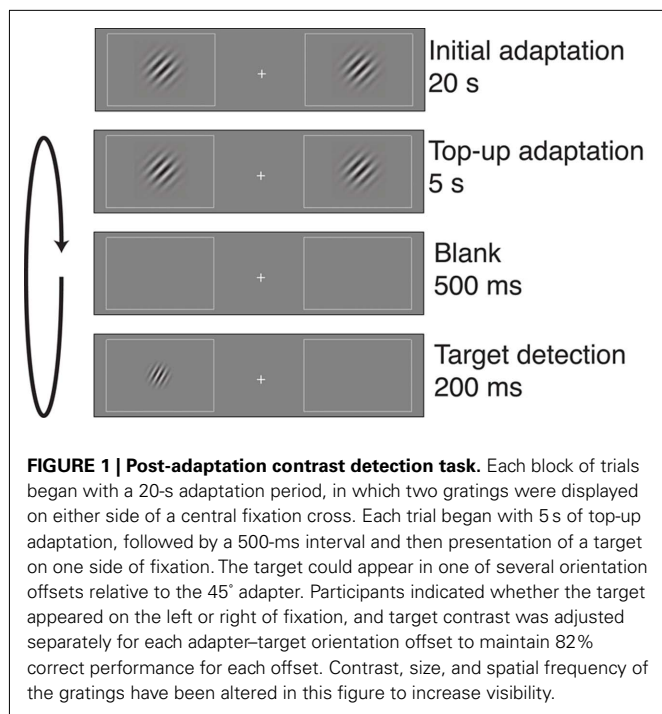 Initial adaptation
20 s
Top-up adaptation
5 s
Blank
500 ms
Target detection
200 ms
FIGURE 1 | Post-adaptation contrast detection task. Each block of trials
began with a 20-s adaptation period, in which two gratings were displayed
on either side of a central fixation cross. Each trial began with 5 s of top-up
adaptation, followed by a 500-ms interval and then presentation of a target
on one side of fixation. The target could appear in one of several orientation
offsets relative to the 45° adapter. Participants indicated whether the target
appeared on the left or right of fixation, and target contrast was adjusted
separately for each adapter–target orientation offset to maintain 82%
correct performance for each offset. Contrast, size, and spatial frequency of
the gratings have been altered in this figure to increase visibility.